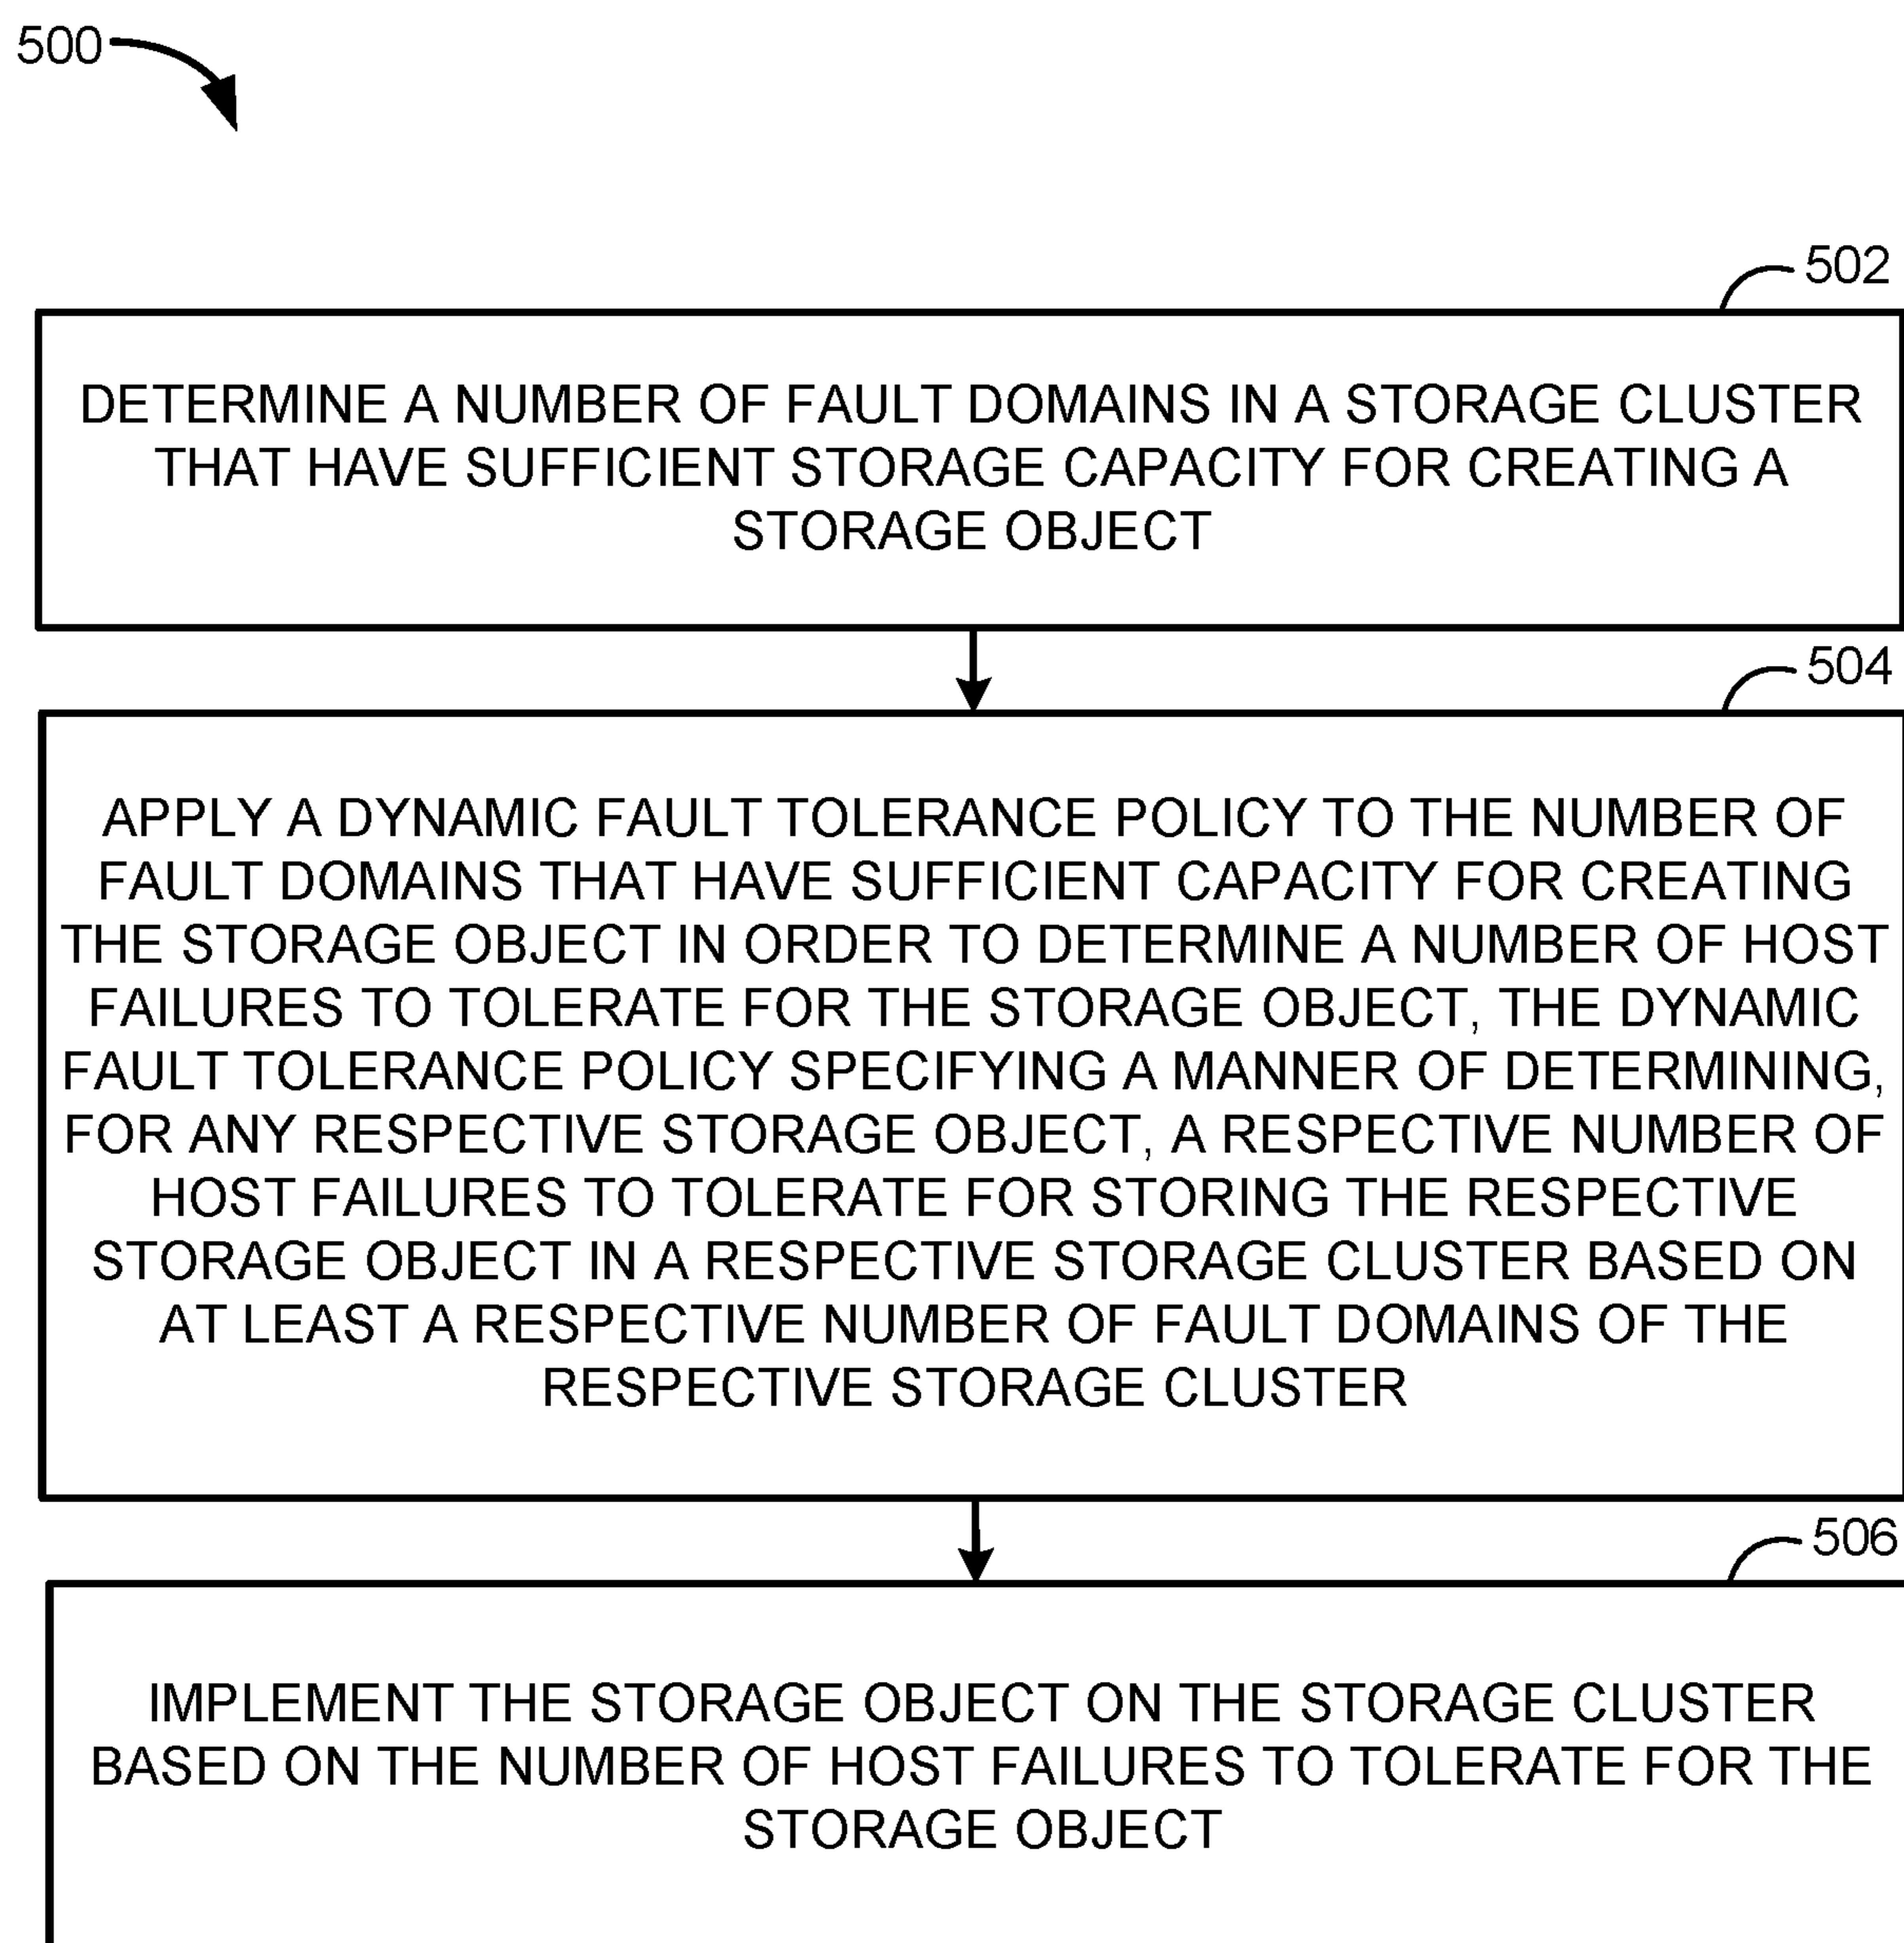 500
502
DETERMINE A NUMBER OF FAULT DOMAINS IN A STORAGE CLUSTER
THAT HAVE SUFFICIENT STORAGE CAPACITY FOR CREATING A
STORAGE OBJECT
504
APPLY A DYNAMIC FAULT TOLERANCE POLICY TO THE NUMBER OF
FAULT DOMAINS THAT HAVE SUFFICIENT CAPACITY FOR CREATING
THE STORAGE OBJECT IN ORDER TO DETERMINE A NUMBER OF HOST
FAILURES TO TOLERATE FOR THE STORAGE OBJECT, THE DYNAMIC
FAULT TOLERANCE POLICY SPECIFYING A MANNER OF DETERMINING,
FOR ANY RESPECTIVE STORAGE OBJECT, A RESPECTIVE NUMBER OF
HOST FAILURES TO TOLERATE FOR STORING THE RESPECTIVE
STORAGE OBJECT IN A RESPECTIVE STORAGE CLUSTER BASED ON
AT LEAST A RESPECTIVE NUMBER OF FAULT DOMAINS OF THE
RESPECTIVE STORAGE CLUSTER
506
IMPLEMENT THE STORAGE OBJECT ON THE STORAGE CLUSTER
BASED ON THE NUMBER OF HOST FAILURES TO TOLERATE FOR THE
STORAGE OBJECT